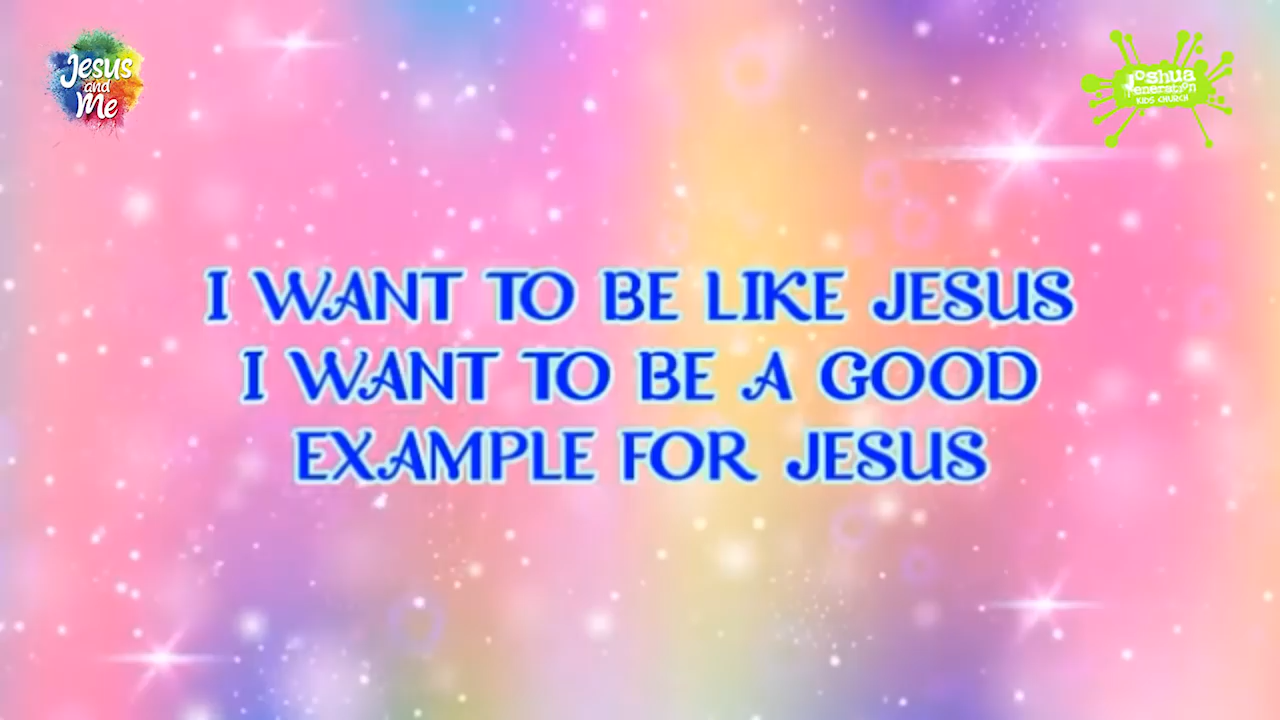 Jesus
and
Me
Joshua
Generation
KIDS CHURCH
I WANT TO BE LIKE JESUS
I WANT TO BE A GOOD
EXAMPLE FOR JESUS